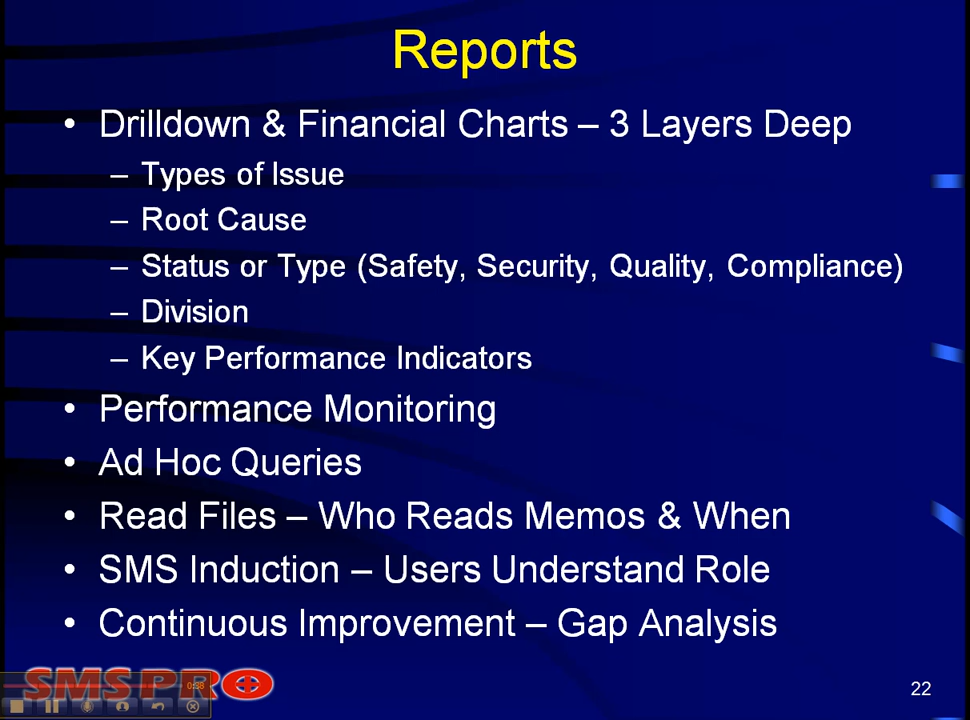 Reports
• Drilldown & Financial Charts – 3 Layers Deep
– Types of Issue
– Root Cause
– Status or Type (Safety, Security, Quality, Compliance)
– Division
– Key Performance Indicators
• Performance Monitoring
• Ad Hoc Queries
• Read Files – Who Reads Memos & When
• SMS Induction – Users Understand Role
• Continuous Improvement – Gap Analysis
SMS PRO
22